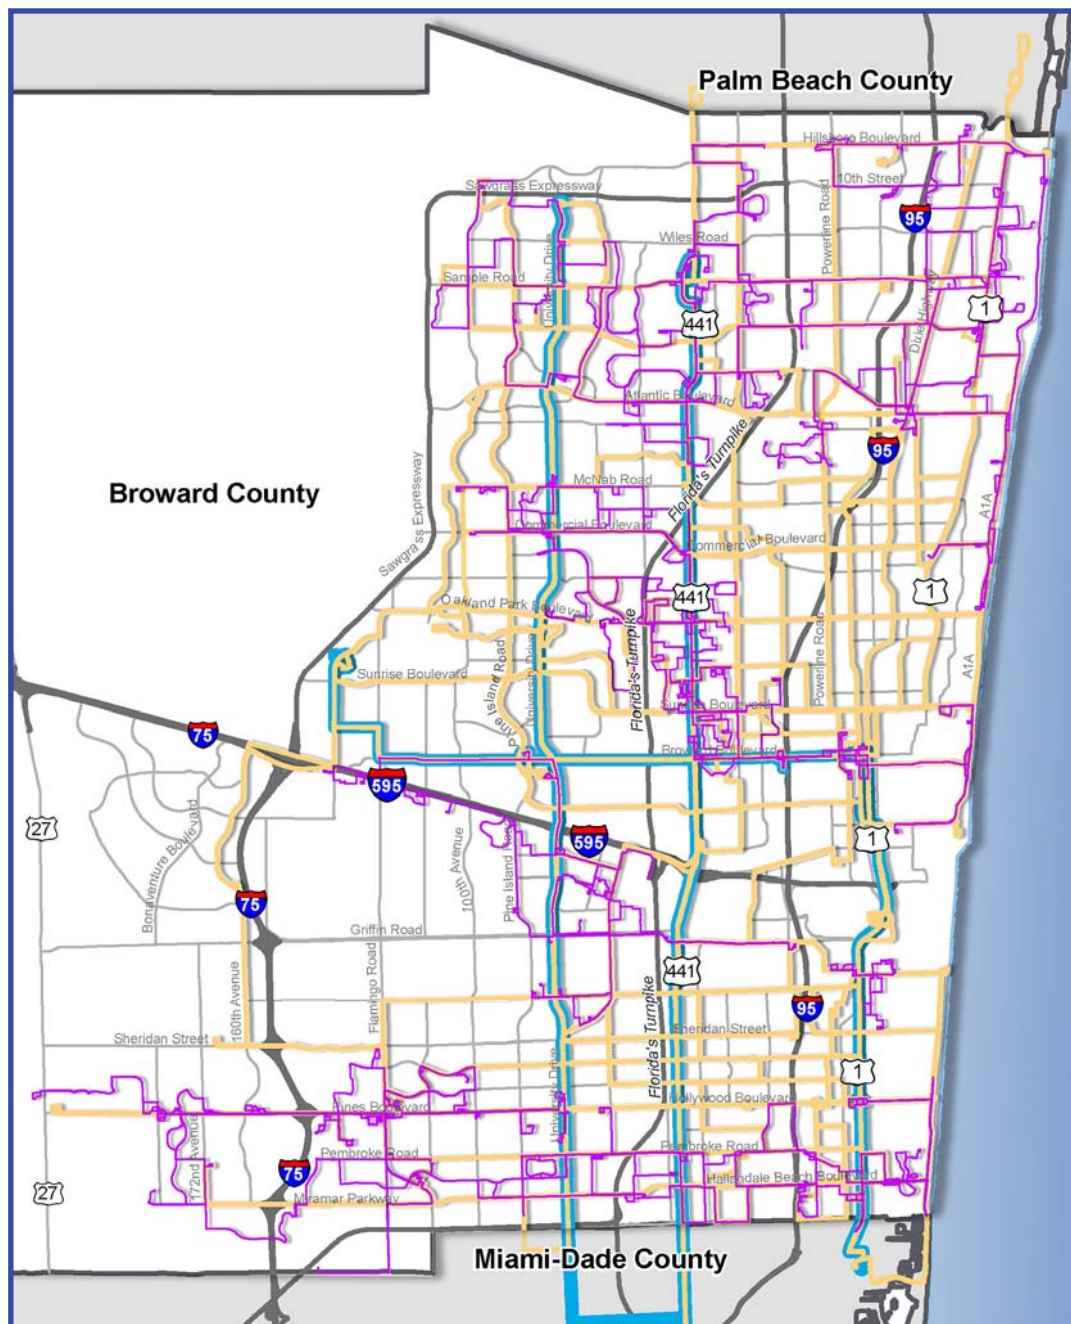 Palm Beach County
Hillsboro Boulevard
10th Street
Sawgrass Expressway
95
Powerline Road
University Drive
Wiles Road
Sample Road
1
441
Dixie Highway
Atlantic Boulevard
Florida's Turnpike
95
McNab Road
Broward County
Sawgrass Expressway
A1A
Commercial Boulevard
Commercial Boulevard
441
1
Oakland Park Boulevard
Florida's Turnpike
Powerline Road
University Drive
Pine Island Road
A1A
Sunrise Boulevard
Sunrise Boulevard
75
Broward Boulevard
595
27
595
1
Bonaventure Boulevard
100th Avenue
Pine Island Road
75
Griffin Road
441
Flamingo Road
160th Avenue
95
Florida's Turnpike
Sheridan Street
Sheridan Street
1
University Drive
Hollywood Boulevard
Pines Boulevard
172nd Avenue
Pembroke Road
Pembroke Road
75
Hallandale Beach Boulevard
27
Miramar Parkway
Miami-Dade County